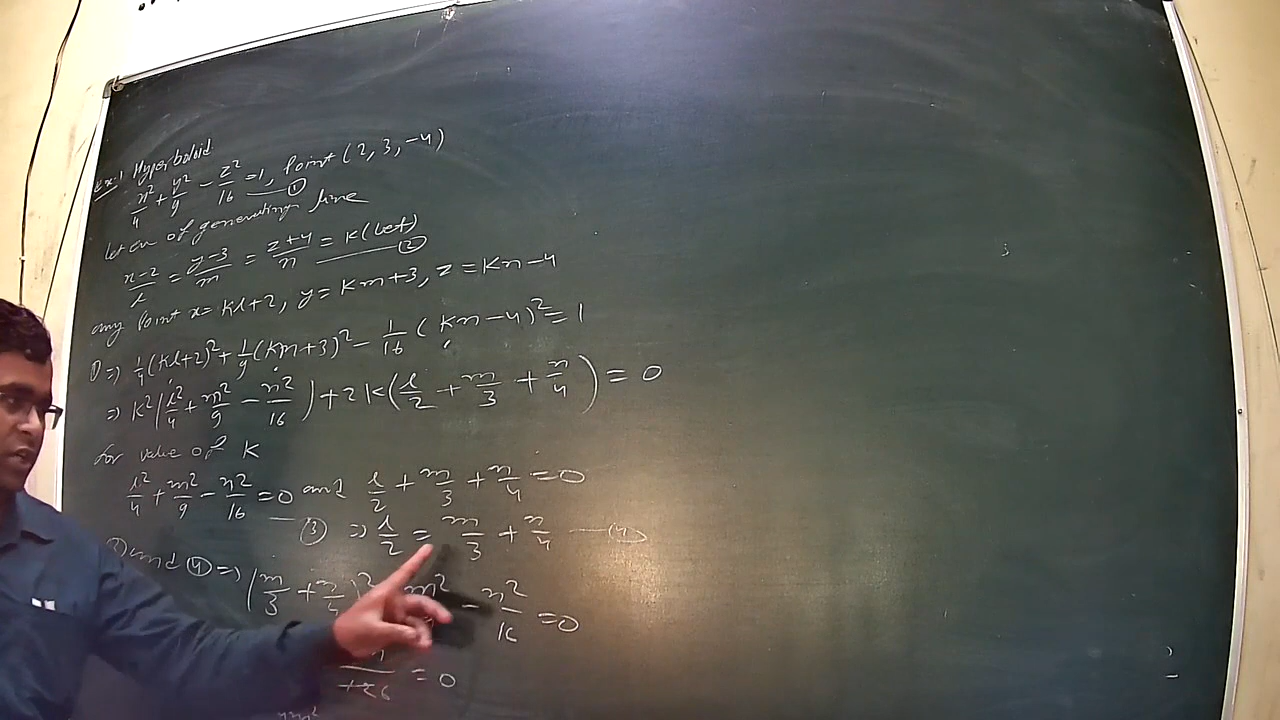 Ex:1 Hyperboloid.
x²/4 + y²/9 - z²/16 = 1, Point (2, 3, -4) ①
let en of generating line
x-2/l = y-3/m = z+4/n = k (let) ②
any point x = kl+2, y = km+3, z = kn-4
① ⇒ 1/4(kl+2)² + 1/9(km+3)² - 1/16(kn-4)² = 1
⇒ k²(l²/4 + m²/9 - n²/16) + 2k(l/2 + m/3 + n/4) = 0
for value of k
l²/4 + m²/9 - n²/16 = 0 and l/2 + m/3 + n/4 = 0
③ ⇒ l/2 = m/3 + n/4 — ④
and ④ ⇒ (m/3 + n/4)² m² - n²/16 = 0
= 0